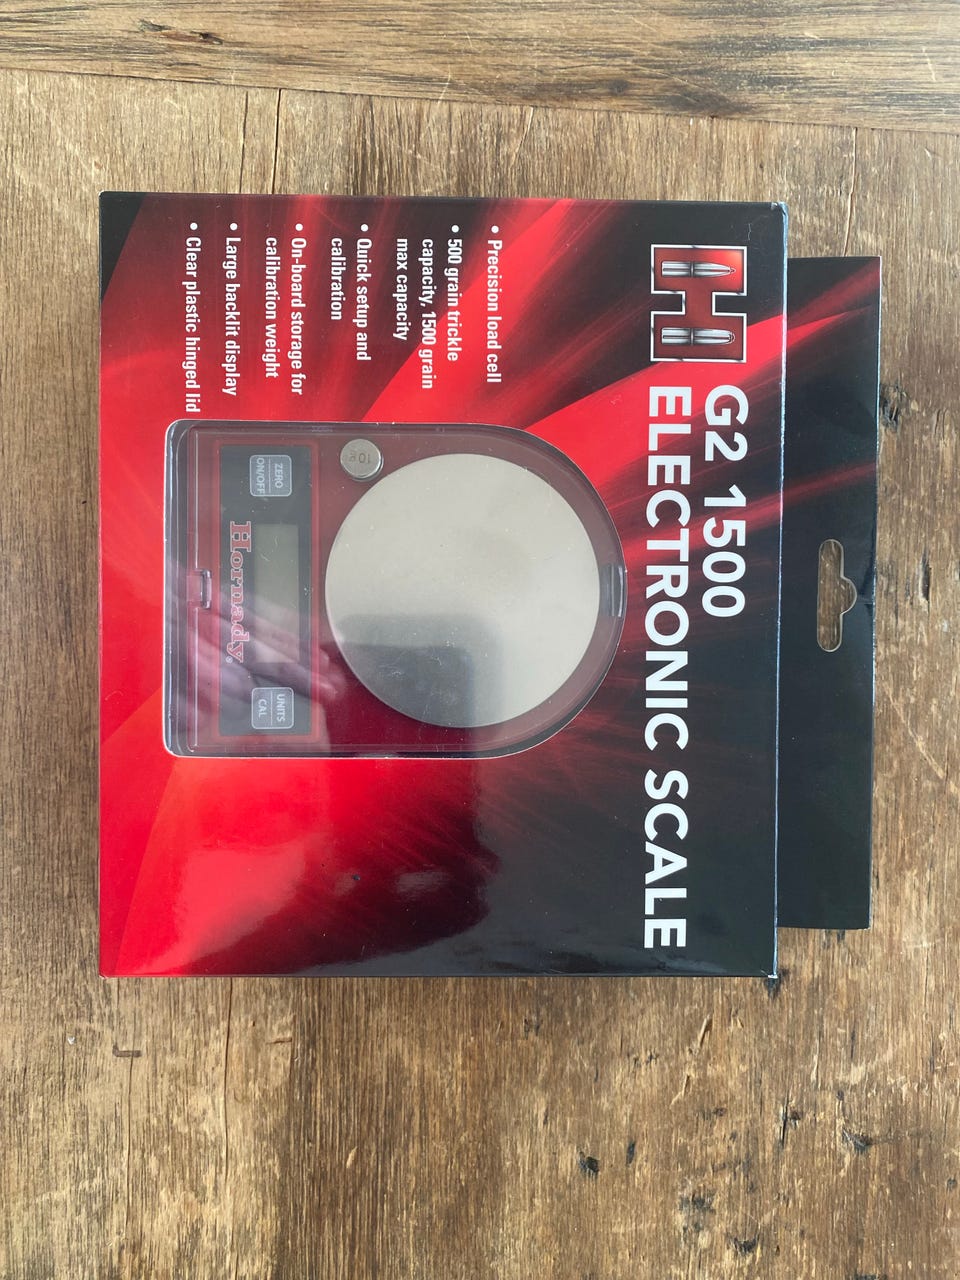 G2 1500
ELECTRONIC SCALE
• Precision load cell
• 500 grain trickle
capacity, 1500 grain
max capacity
• Quick setup and
calibration
• On-board storage for
calibration weight
• Large backlit display
• Clear plastic hinged lid
10
ZERO
ON/OFF
Hornady®
UNITS
CAL